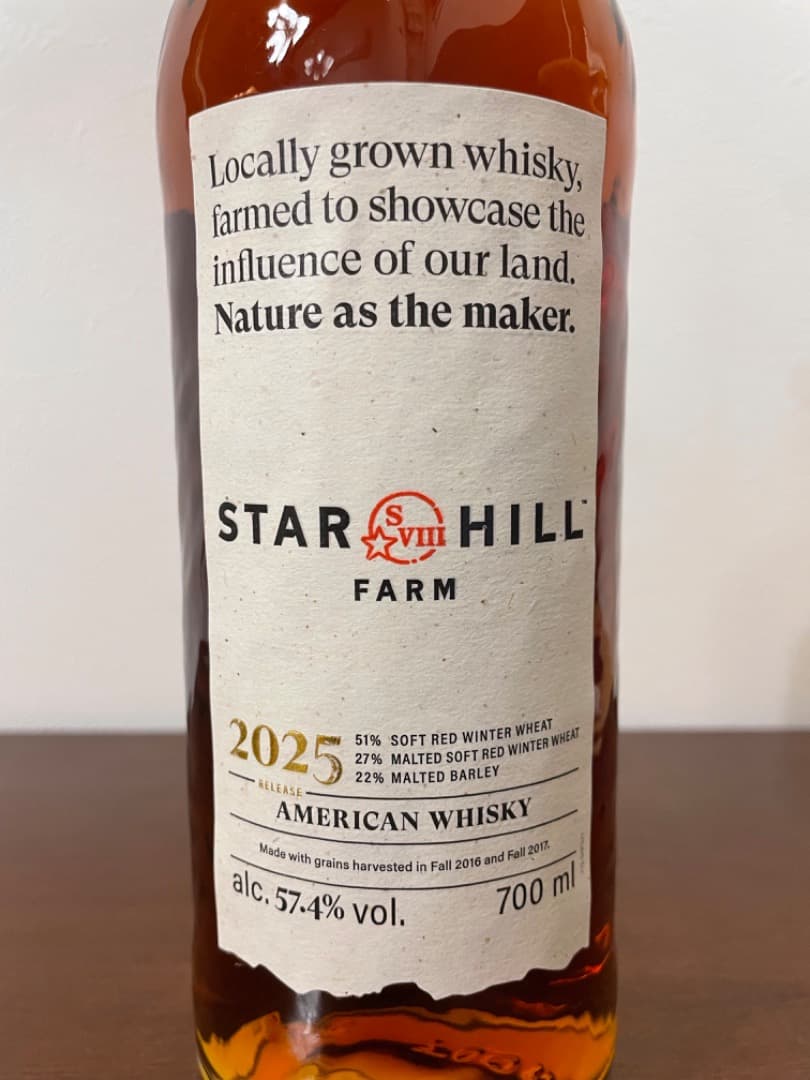 Locally grown whisky,
farmed to showcase the
influence of our land.
Nature as the maker.
STAR S VIII HILL™
FARM
2025
RELEASE
51% SOFT RED WINTER WHEAT
27% MALTED SOFT RED WINTER WHEAT
22% MALTED BARLEY
AMERICAN WHISKY
Made with grains harvested in Fall 2016 and Fall 2017.
alc. 57.4% vol.
700 ml